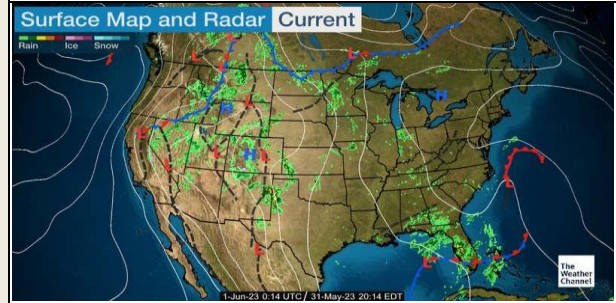 Surface Map and Radar Current
Rain Ice Snow
L
L
L
L
H
L
L
H
L
L
H
L
L
L
L
L
The
Weather
Channel
1-Jun-23 0:14 UTC / 31-May-23 20:14 EDT